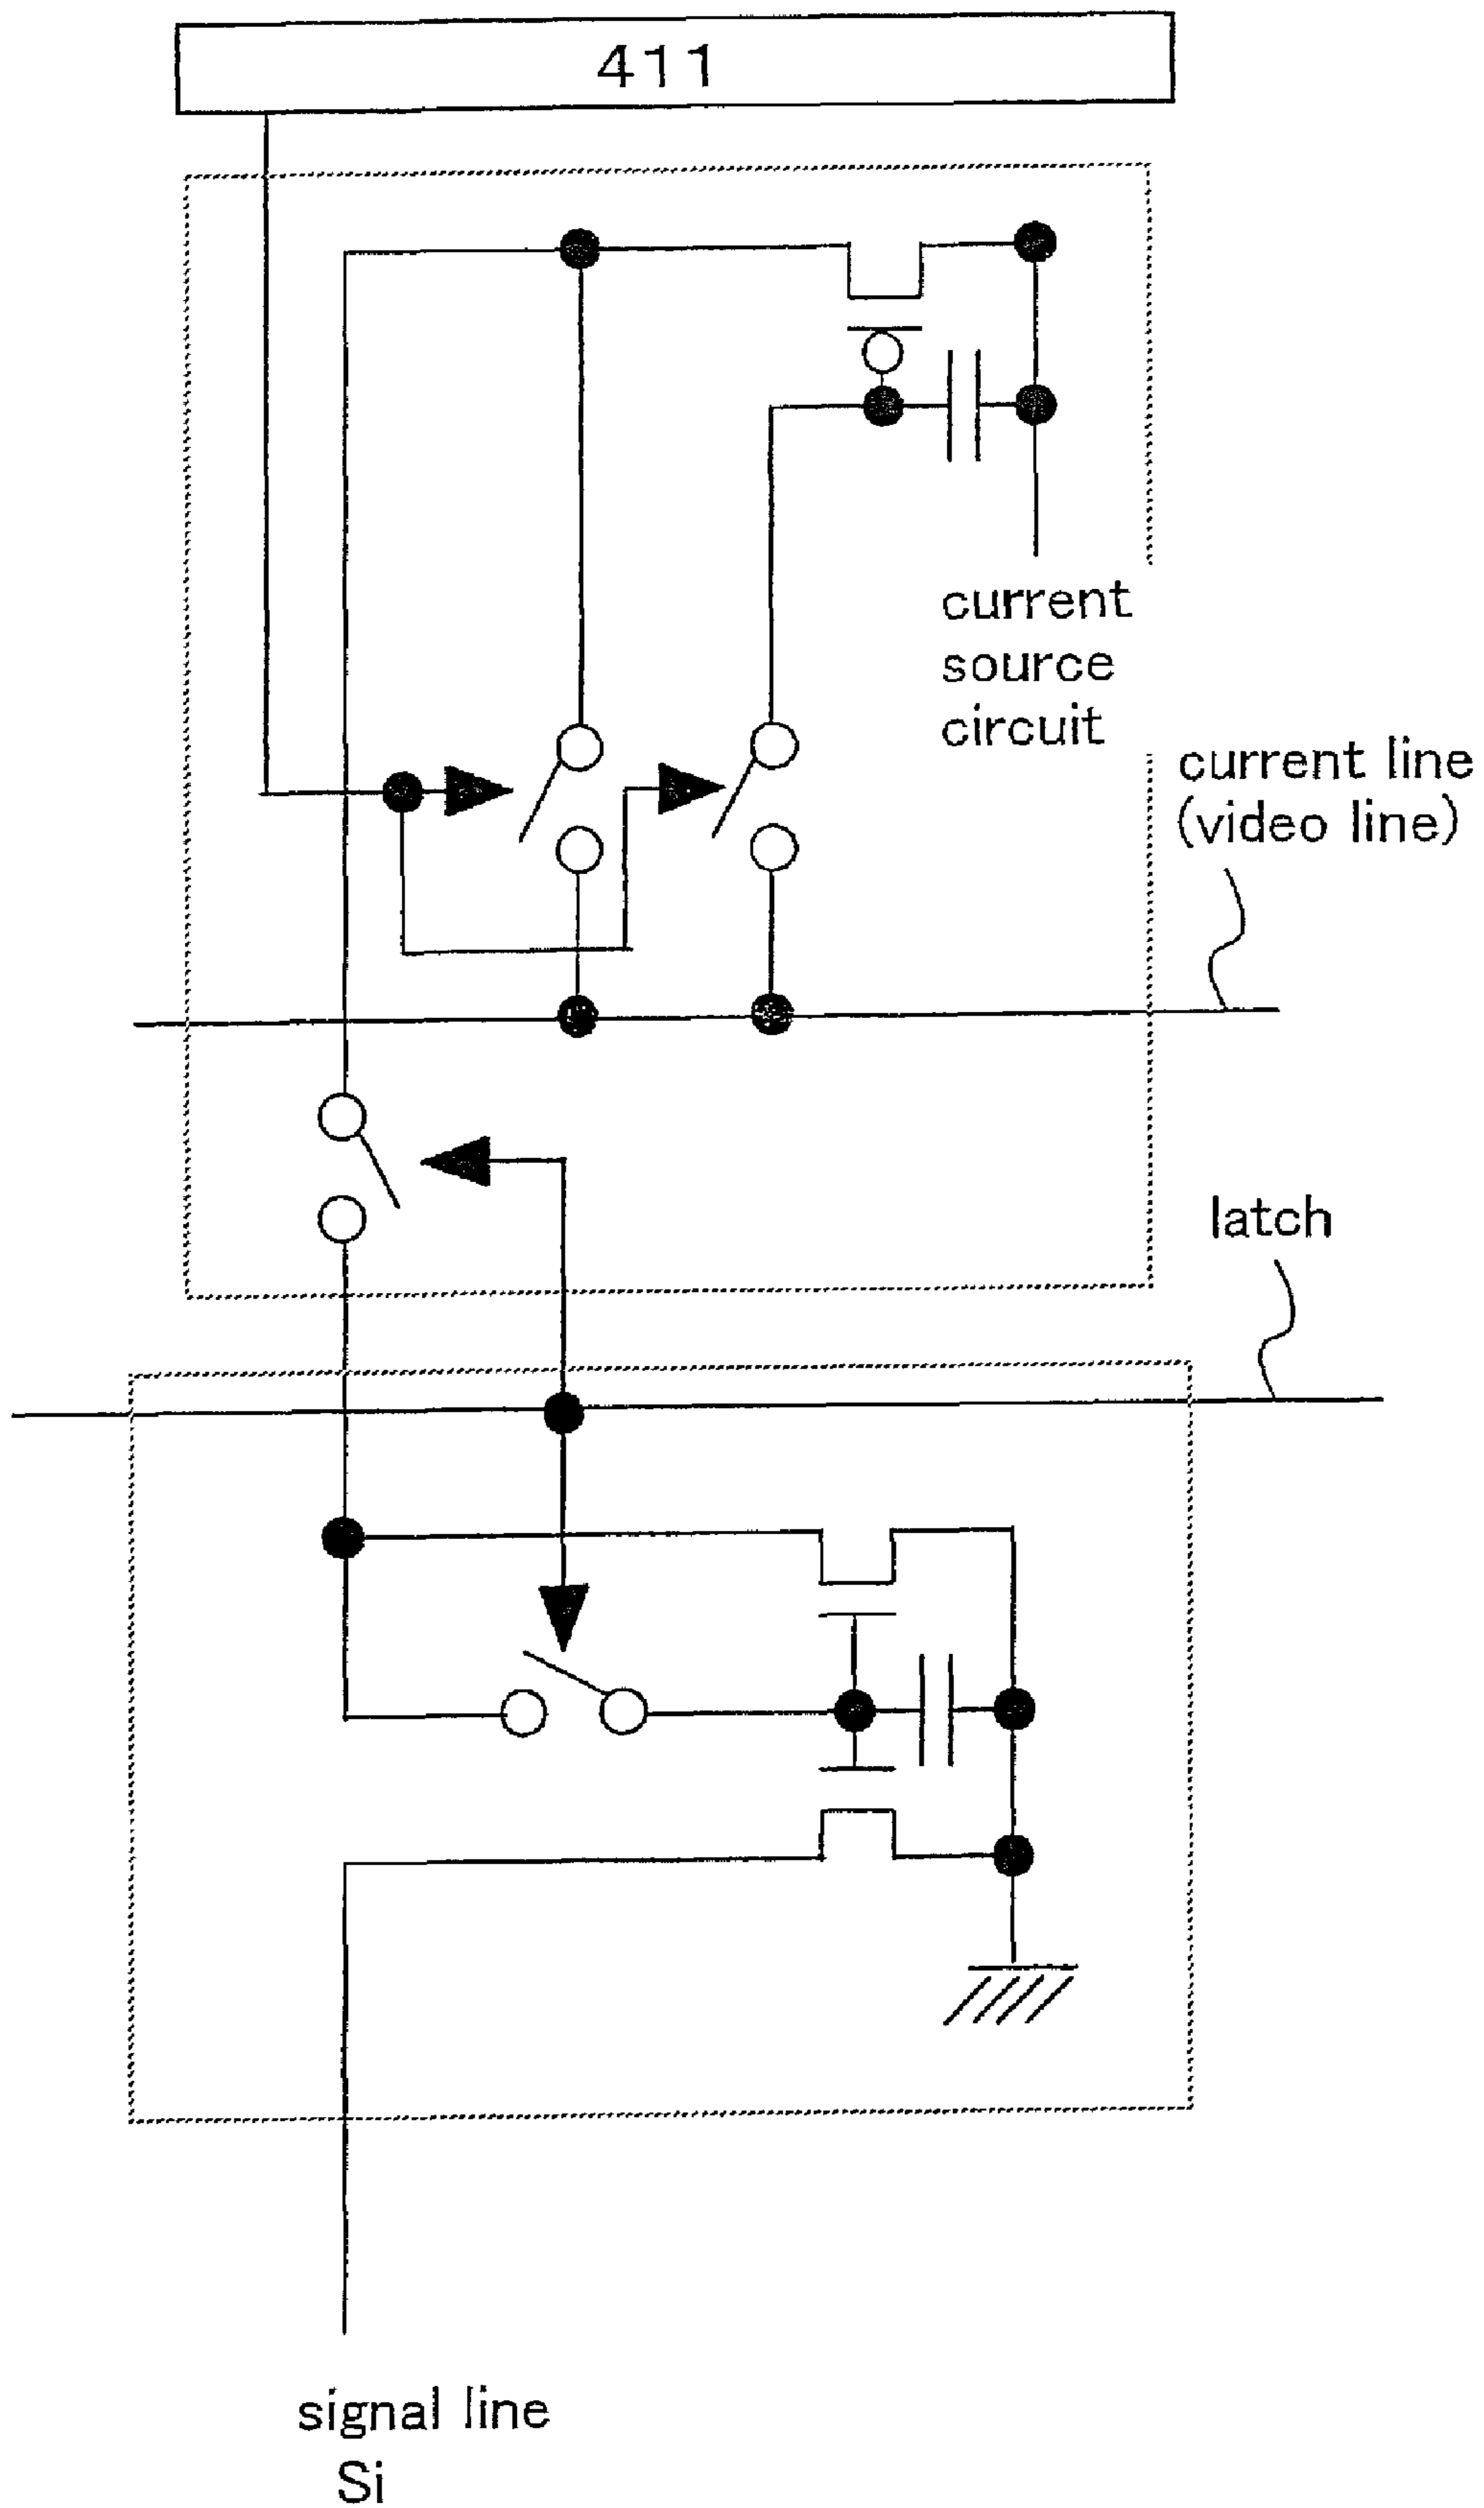 411
current
source
circuit
current line
(video line)
latch
signal line
Si